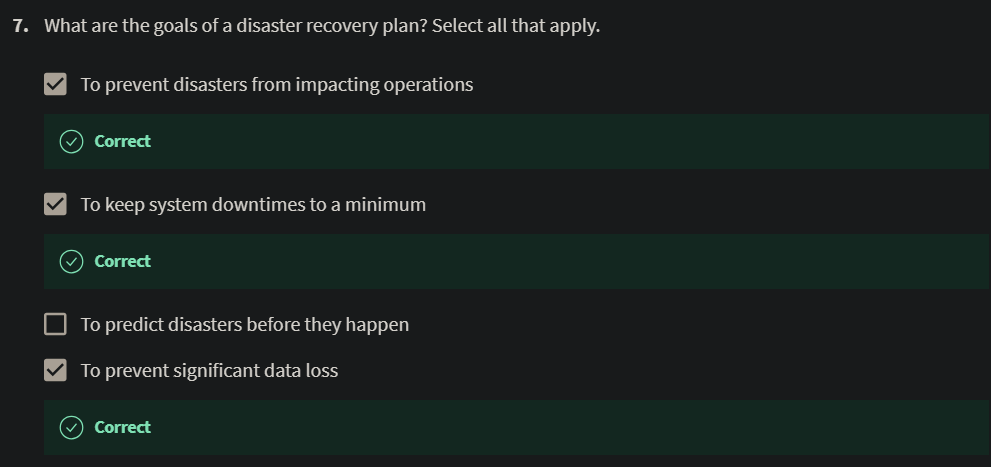 7. What are the goals of a disaster recovery plan? Select all that apply.
To prevent disasters from impacting operations
Correct
To keep system downtimes to a minimum
Correct
To predict disasters before they happen
To prevent significant data loss
Correct